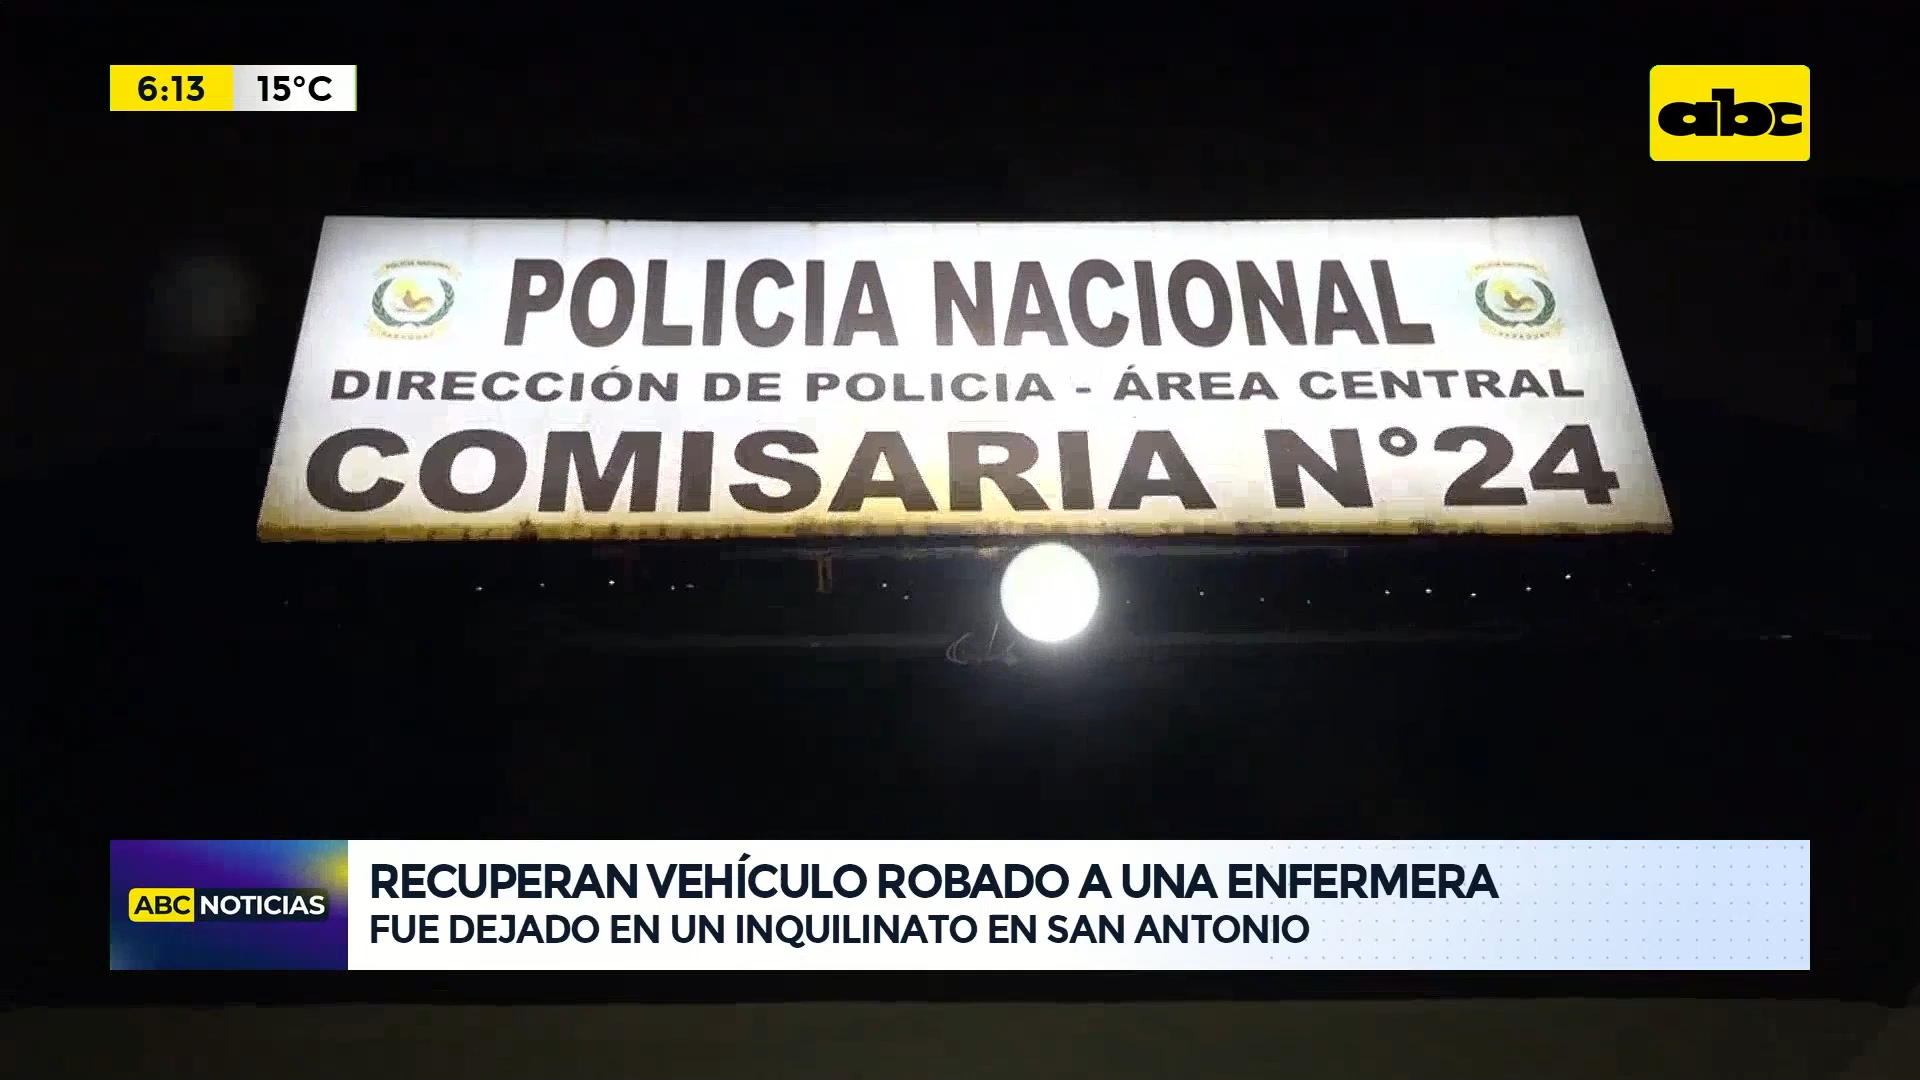 6:13 15°C
abc
POLICIA NACIONAL
DIRECCIÓN DE POLICIA - ÁREA CENTRAL
COMISARIA N°24
ABC NOTICIAS
RECUPERAN VEHÍCULO ROBADO A UNA ENFERMERA
FUE DEJADO EN UN INQUILINATO EN SAN ANTONIO